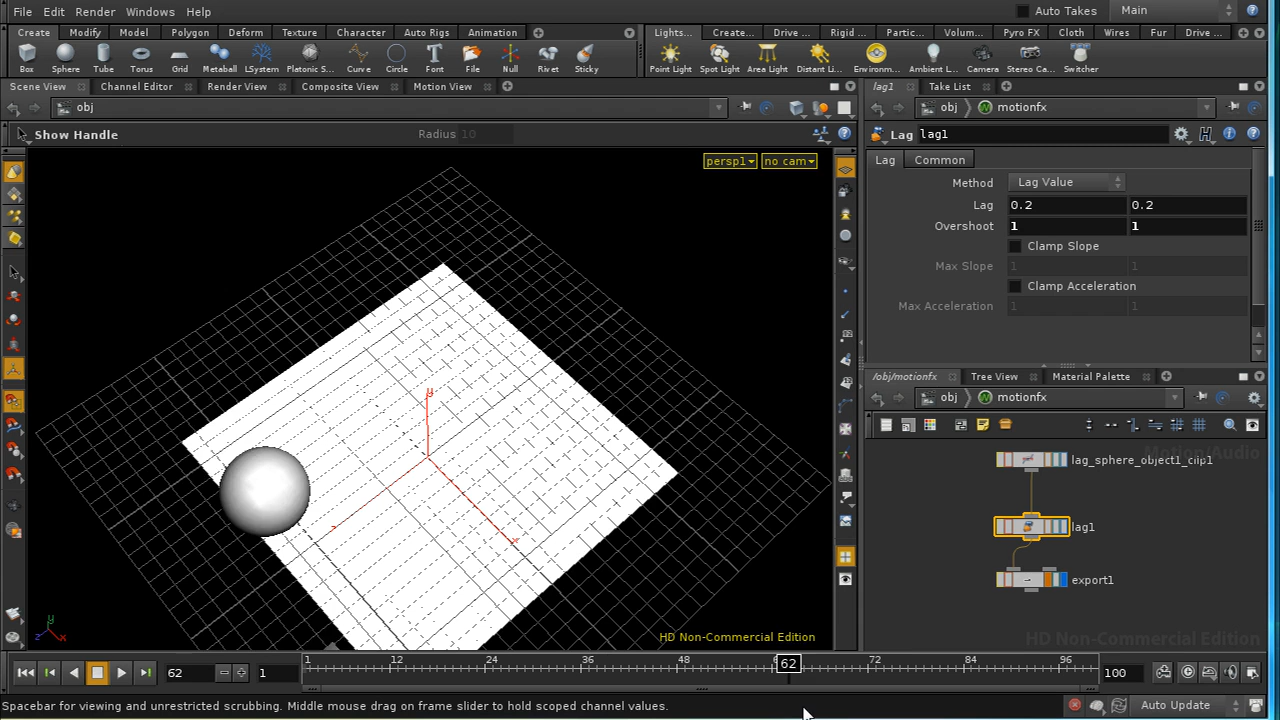 File Edit Render Windows Help
Auto Takes Main
Create Modify Model Polygon Deform Texture Character Auto Rigs Animation
Lights... Create... Drive ... Rigid ... Partic... Volum... Pyro FX Cloth Wires Fur Drive ...
Box Sphere Tube Torus Grid Metaball LSystem Platonic S... Curve Circle Font File Null Rivet Sticky
Point Light Spot Light Area Light Distant Li... Environm... Ambient L... Camera Stereo Ca... Switcher
Scene View Channel Editor Render View Composite View Motion View
lag1 Take List
obj
obj motionfx
Show Handle Radius 10
Lag lag1
persp1 no cam
Lag Common
Method Lag Value
Lag 0.2 0.2
Overshoot 1 1
Clamp Slope
Max Slope 1 1
Clamp Acceleration
Max Acceleration 1 1
y
x
/obj/motionfx Tree View Material Palette
obj motionfx
Motion/Audio
lag_sphere_object1_clip1
lag1
export1
HD Non-Commercial Edition
y
z x
HD Non-Commercial Edition
62 1 1 12 24 36 48 62 72 84 96 100
Spacebar for viewing and unrestricted scrubbing. Middle mouse drag on frame slider to hold scoped channel values.
Auto Update